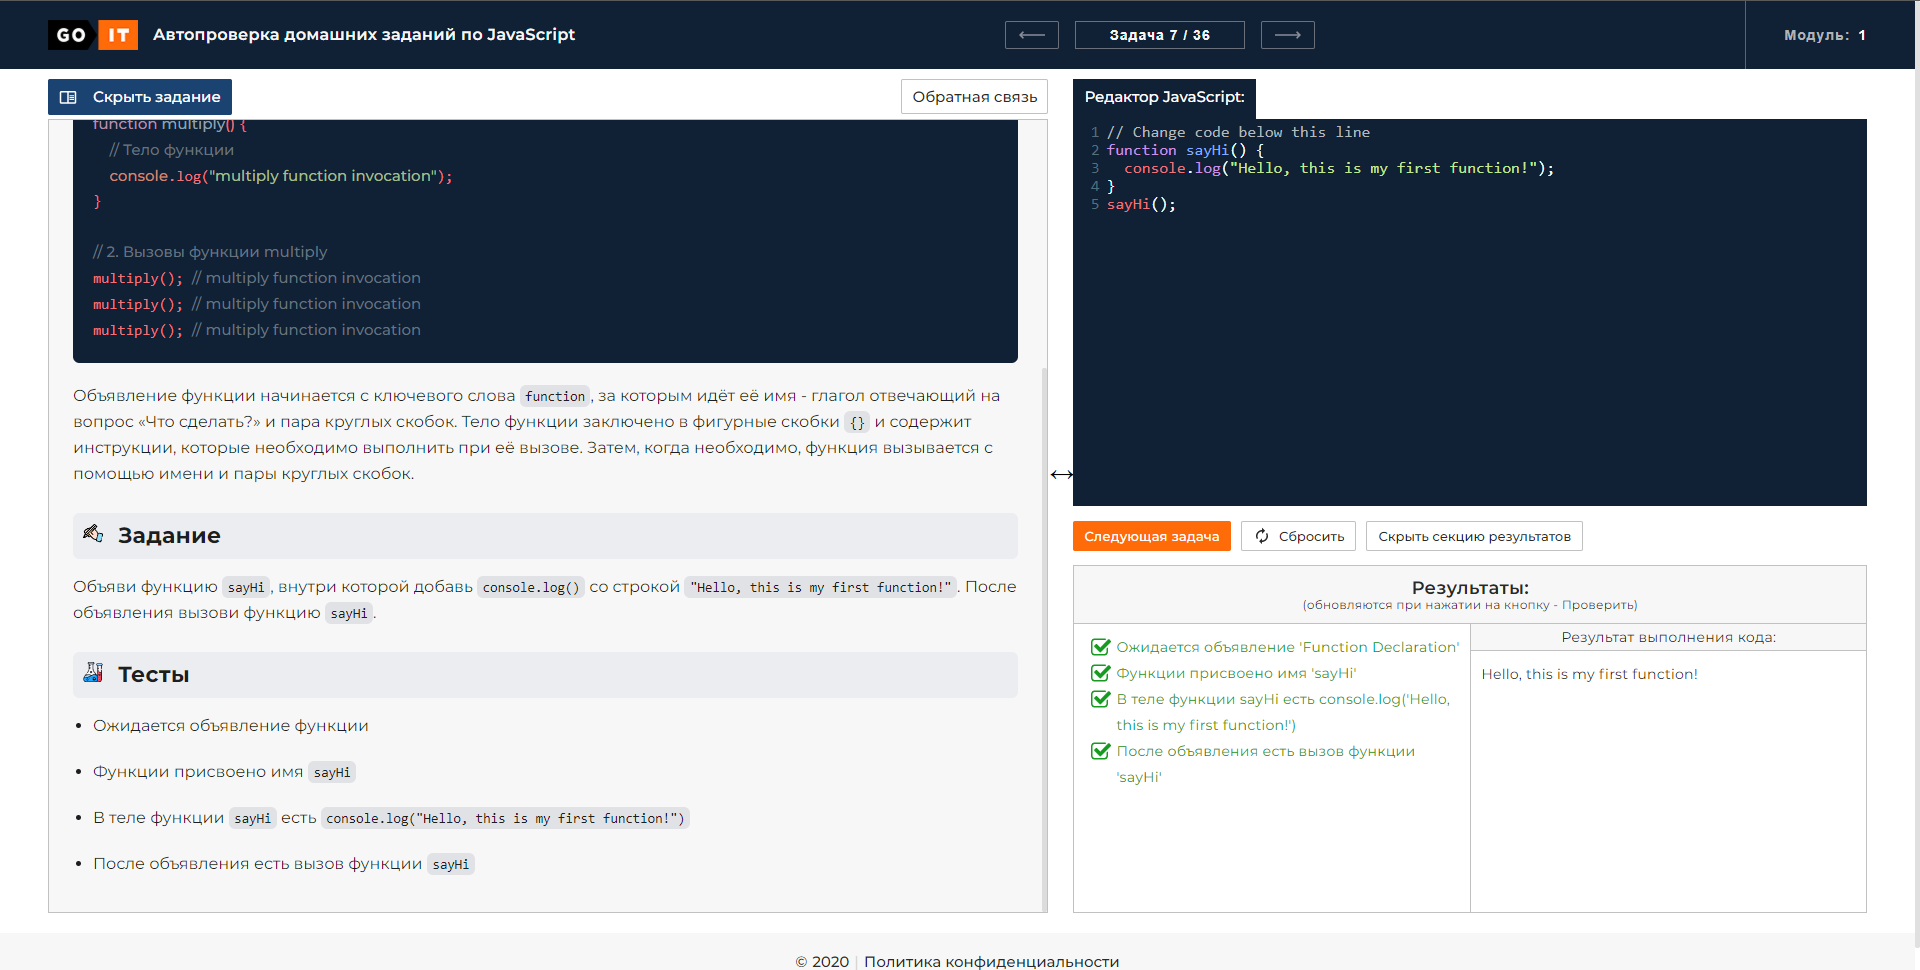 GO IT Автопроверка домашних заданий по JavaScript
Задача 7 / 36
Модуль: 1
Скрыть задание
Обратная связь
function multiply() {
// Тело функции
console.log("multiply function invocation");
}
// 2. Вызовы функции multiply
multiply(); // multiply function invocation
multiply(); // multiply function invocation
multiply(); // multiply function invocation
Объявление функции начинается с ключевого слова function, за которым идёт её имя - глагол отвечающий на
вопрос «Что сделать?» и пара круглых скобок. Тело функции заключено в фигурные скобки {} и содержит
инструкции, которые необходимо выполнить при её вызове. Затем, когда необходимо, функция вызывается с
помощью имени и пары круглых скобок.
Задание
Объяви функцию sayHi, внутри которой добавь console.log() со строкой "Hello, this is my first function!". После
объявления вызови функцию sayHi.
Тесты
• Ожидается объявление функции
• Функции присвоено имя sayHi
• В теле функции sayHi есть console.log("Hello, this is my first function!")
• После объявления есть вызов функции sayHi
Редактор JavaScript:
1 // Change code below this line
2 function sayHi() {
3 console.log("Hello, this is my first function!");
4 }
5 sayHi();
Следующая задача
Сбросить
Скрыть секцию результатов
Результаты:
(обновляются при нажатии на кнопку - Проверить)
Ожидается объявление 'Function Declaration'
Функции присвоено имя 'sayHi'
В теле функции sayHi есть console.log('Hello,
this is my first function!')
После объявления есть вызов функции
'sayHi'
Результат выполнения кода:
Hello, this is my first function!
© 2020 | Политика конфиденциальности